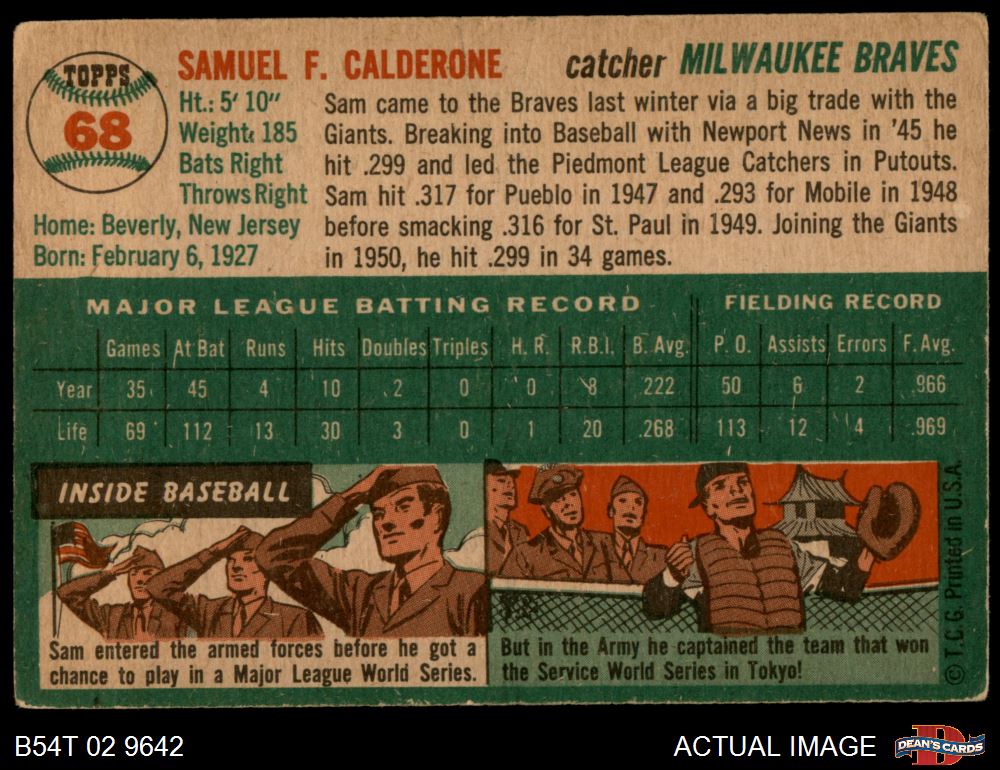 TOPPS
68
SAMUEL F. CALDERONE
catcher MILWAUKEE BRAVES
Ht.: 5' 10"
Weight: 185
Bats Right
Throws Right
Home: Beverly, New Jersey
Born: February 6, 1927
Sam came to the Braves last winter via a big trade with the
Giants. Breaking into Baseball with Newport News in '45 he
hit .299 and led the Piedmont League Catchers in Putouts.
Sam hit .317 for Pueblo in 1947 and .293 for Mobile in 1948
before smacking .316 for St. Paul in 1949. Joining the Giants
in 1950, he hit .299 in 34 games.
MAJOR LEAGUE BATTING RECORD FIELDING RECORD
Games At Bat Runs Hits Doubles Triples H. R. R.B.I. B. Avg. P. O. Assists Errors F. Avg.
Year 35 45 4 10 2 0 0 8 .222 50 6 2 .966
Life 69 112 13 30 3 0 1 20 .268 113 12 4 .969
INSIDE BASEBALL
Sam entered the armed forces before he got a
chance to play in a Major League World Series.
But in the Army he captained the team that won
the Service World Series in Tokyo!
© T.C.G. Printed in U.S.A.
B54T 02 9642
ACTUAL IMAGE
D
DEAN'S CARDS